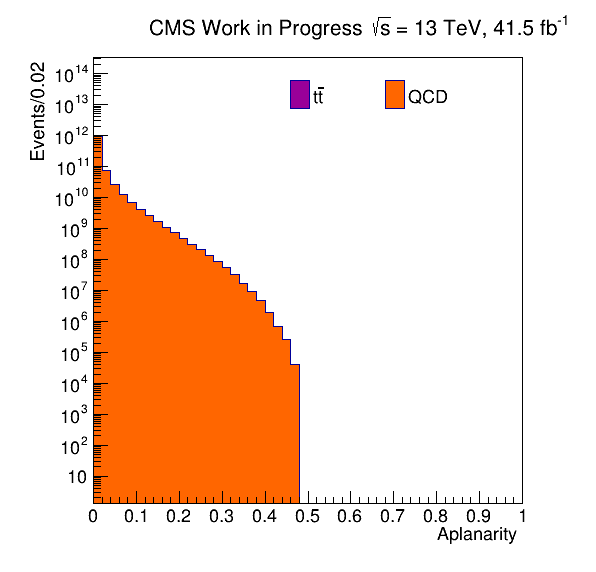 CMS Work in Progress √s = 13 TeV, 41.5 fb⁻¹
Events/0.02
10¹⁴
10¹³
10¹²
10¹¹
10¹⁰
10⁹
10⁸
10⁷
10⁶
10⁵
10⁴
10³
10²
10
tt̄
QCD
0 0.1 0.2 0.3 0.4 0.5 0.6 0.7 0.8 0.9 1
Aplanarity